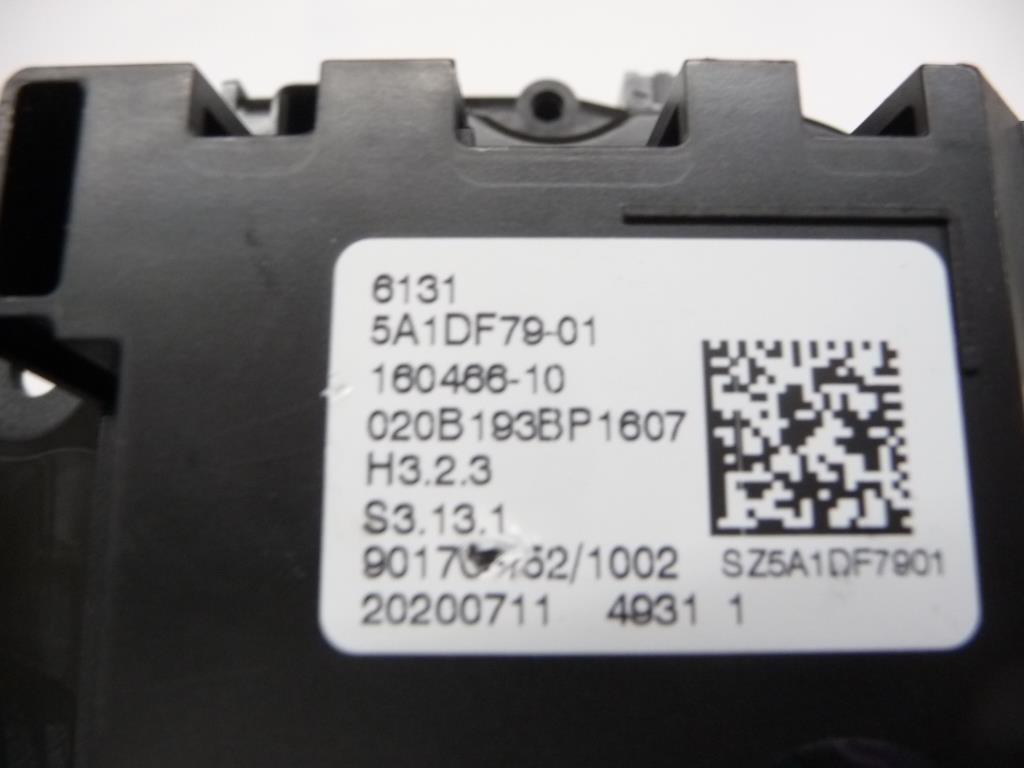 6131
5A1DF79-01
160466-10
020B193BP1607
H3.2.3
S3.13.1
SZ5A1DF7901
20200711 4931 1